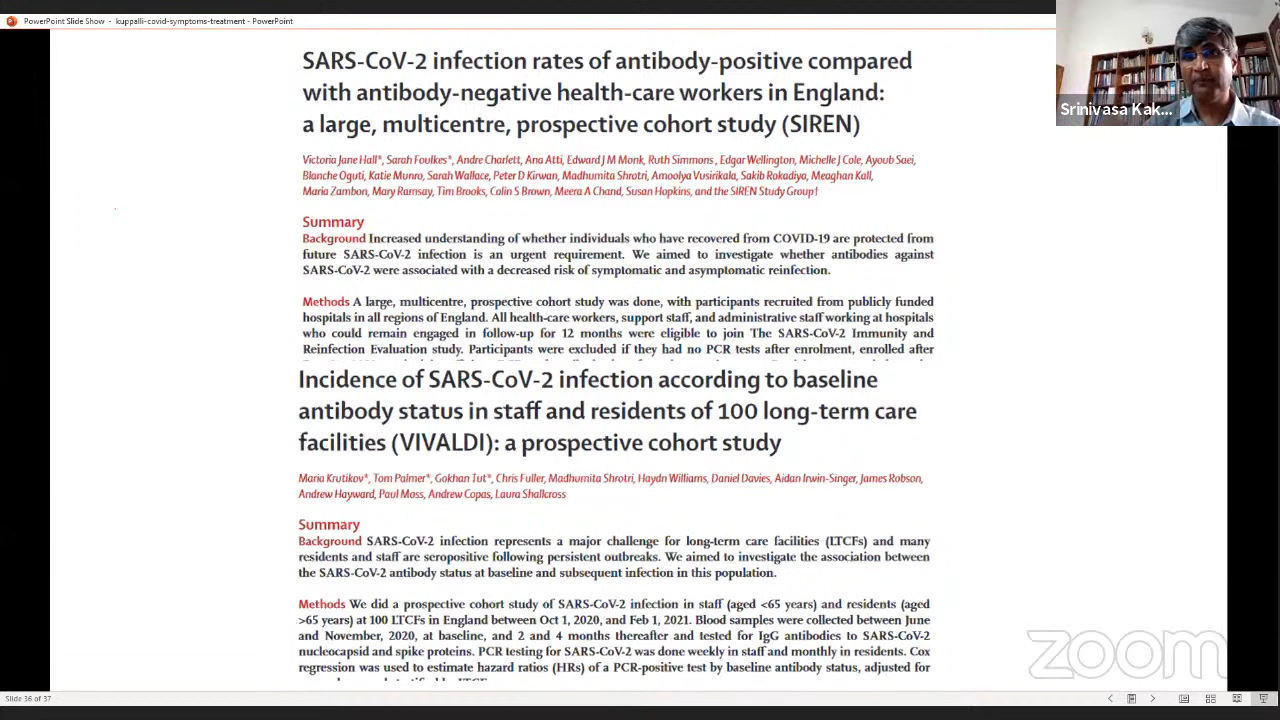 PowerPoint Slide Show - kuppalli-covid-symptoms-treatment - PowerPoint
Srinivasa Kak...
SARS-CoV-2 infection rates of antibody-positive compared
with antibody-negative health-care workers in England:
a large, multicentre, prospective cohort study (SIREN)
Victoria Jane Hall*, Sarah Foulkes*, Andre Charlett, Ana Atti, Edward J M Monk, Ruth Simmons , Edgar Wellington, Michelle J Cole, Ayoub Saei,
Blanche Oguti, Katie Munro, Sarah Wallace, Peter D Kirwan, Madhumita Shrotri, Amoolya Vusirikala, Sakib Rokadiya, Meaghan Kall,
Maria Zambon, Mary Ramsay, Tim Brooks, Colin S Brown, Meera A Chand, Susan Hopkins, and the SIREN Study Group†
Summary
Background Increased understanding of whether individuals who have recovered from COVID-19 are protected from
future SARS-CoV-2 infection is an urgent requirement. We aimed to investigate whether antibodies against
SARS-CoV-2 were associated with a decreased risk of symptomatic and asymptomatic reinfection.
Methods A large, multicentre, prospective cohort study was done, with participants recruited from publicly funded
hospitals in all regions of England. All health-care workers, support staff, and administrative staff working at hospitals
who could remain engaged in follow-up for 12 months were eligible to join The SARS-CoV-2 Immunity and
Reinfection Evaluation study. Participants were excluded if they had no PCR tests after enrolment, enrolled after
Incidence of SARS-CoV-2 infection according to baseline
antibody status in staff and residents of 100 long-term care
facilities (VIVALDI): a prospective cohort study
Maria Krutikov*, Tom Palmer*, Gokhan Tut*, Chris Fuller, Madhumita Shrotri, Haydn Williams, Daniel Davies, Aidan Irwin-Singer, James Robson,
Andrew Hayward, Paul Moss, Andrew Copas, Laura Shallcross
Summary
Background SARS-CoV-2 infection represents a major challenge for long-term care facilities (LTCFs) and many
residents and staff are seropositive following persistent outbreaks. We aimed to investigate the association between
the SARS-CoV-2 antibody status at baseline and subsequent infection in this population.
Methods We did a prospective cohort study of SARS-CoV-2 infection in staff (aged <65 years) and residents (aged
>65 years) at 100 LTCFs in England between Oct 1, 2020, and Feb 1, 2021. Blood samples were collected between June
and November, 2020, at baseline, and 2 and 4 months thereafter and tested for IgG antibodies to SARS-CoV-2
nucleocapsid and spike proteins. PCR testing for SARS-CoV-2 was done weekly in staff and monthly in residents. Cox
regression was used to estimate hazard ratios (HRs) of a PCR-positive test by baseline antibody status, adjusted for
zoom
Slide 36 of 37